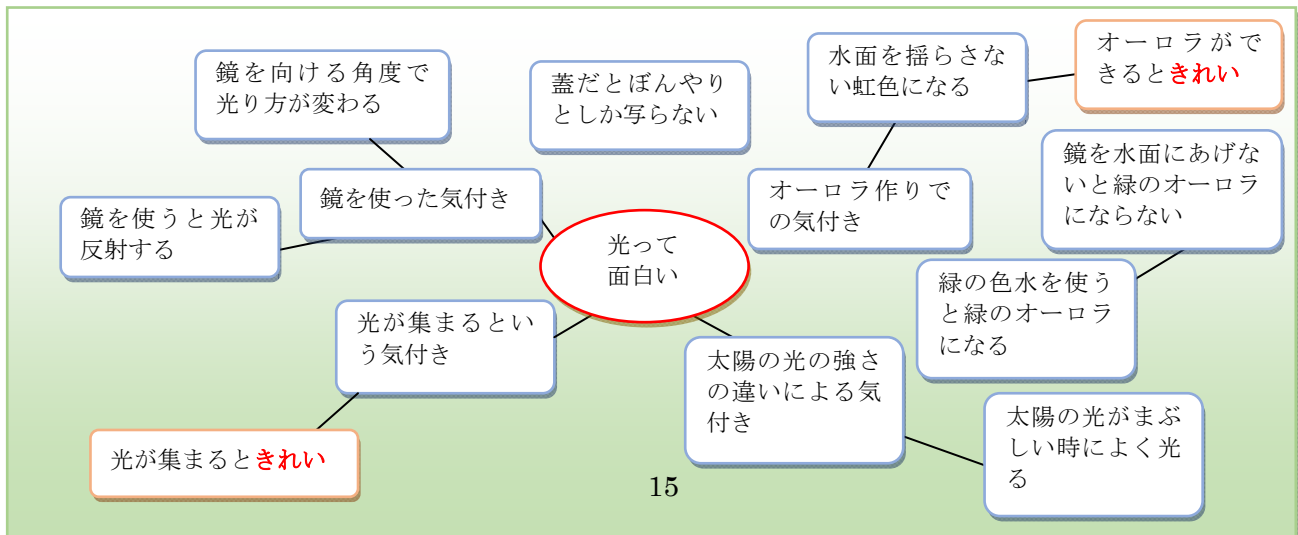 鏡を向ける角度で
光り方が変わる
蓋だとぼんやり
としか写らない
水面を揺らさな
い虹色になる
オーロラがで
きるときれい
鏡を使うと光が
反射する
鏡を使った気付き
オーロラ作りで
の気付き
鏡を水面にあげな
いと緑のオーロラ
にならない
光って
面白い
緑の色水を使う
と緑のオーロラ
になる
光が集まるとい
う気付き
太陽の光の強さ
の違いによる気
付き
太陽の光がまぶ
しい時によく光
る
光が集まるときれい
15